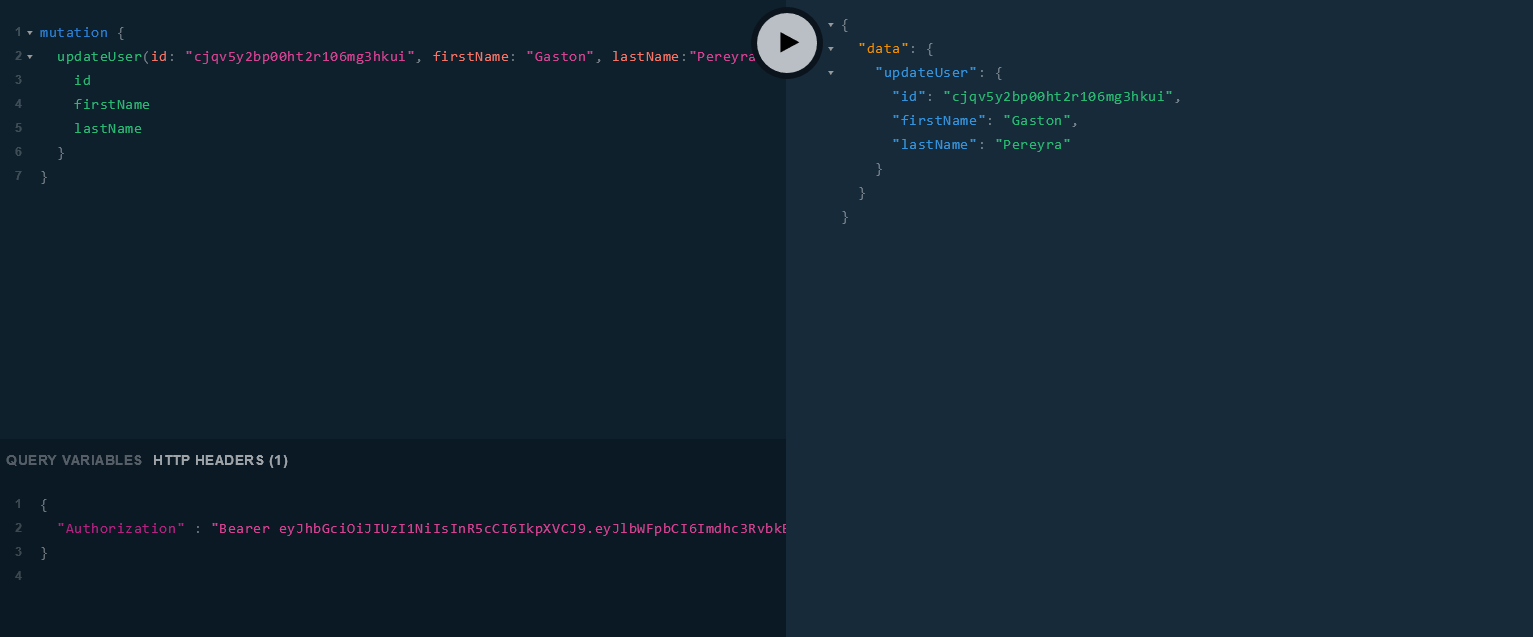 1 mutation {
2 updateUser(id: "cjqv5y2bp00ht2r106mg3hkui", firstName: "Gaston", lastName:"Pereyra
3 id
4 firstName
5 lastName
6 }
7 }
QUERY VARIABLES HTTP HEADERS (1)
1 {
2 "Authorization" : "Bearer eyJhbGciOiJIUzI1NiIsInR5cCI6IkpXVCJ9.eyJlbWFpbCI6Imdhc3RvbkB
3 }
4
{
"data": {
"updateUser": {
"id": "cjqv5y2bp00ht2r106mg3hkui",
"firstName": "Gaston",
"lastName": "Pereyra"
}
}
}